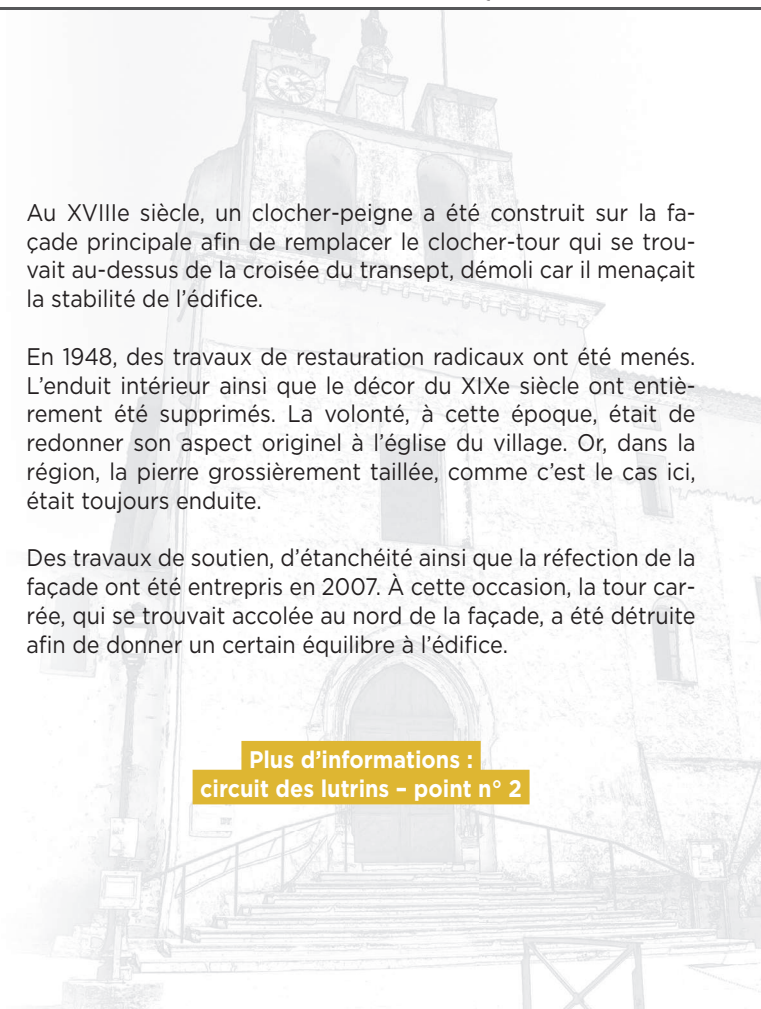 Au XVIIIe siècle, un clocher-peigne a été construit sur la fa-
çade principale afin de remplacer le clocher-tour qui se trou-
vait au-dessus de la croisée du transept, démoli car il menaçait
la stabilité de l’édifice.
En 1948, des travaux de restauration radicaux ont été menés.
L’enduit intérieur ainsi que le décor du XIXe siècle ont entiè-
rement été supprimés. La volonté, à cette époque, était de
redonner son aspect originel à l’église du village. Or, dans la
région, la pierre grossièrement taillée, comme c’est le cas ici,
était toujours enduite.
Des travaux de soutien, d’étanchéité ainsi que la réfection de la
façade ont été entrepris en 2007. À cette occasion, la tour car-
rée, qui se trouvait accolée au nord de la façade, a été détruite
afin de donner un certain équilibre à l’édifice.
Plus d’informations :
circuit des lutrins – point n° 2